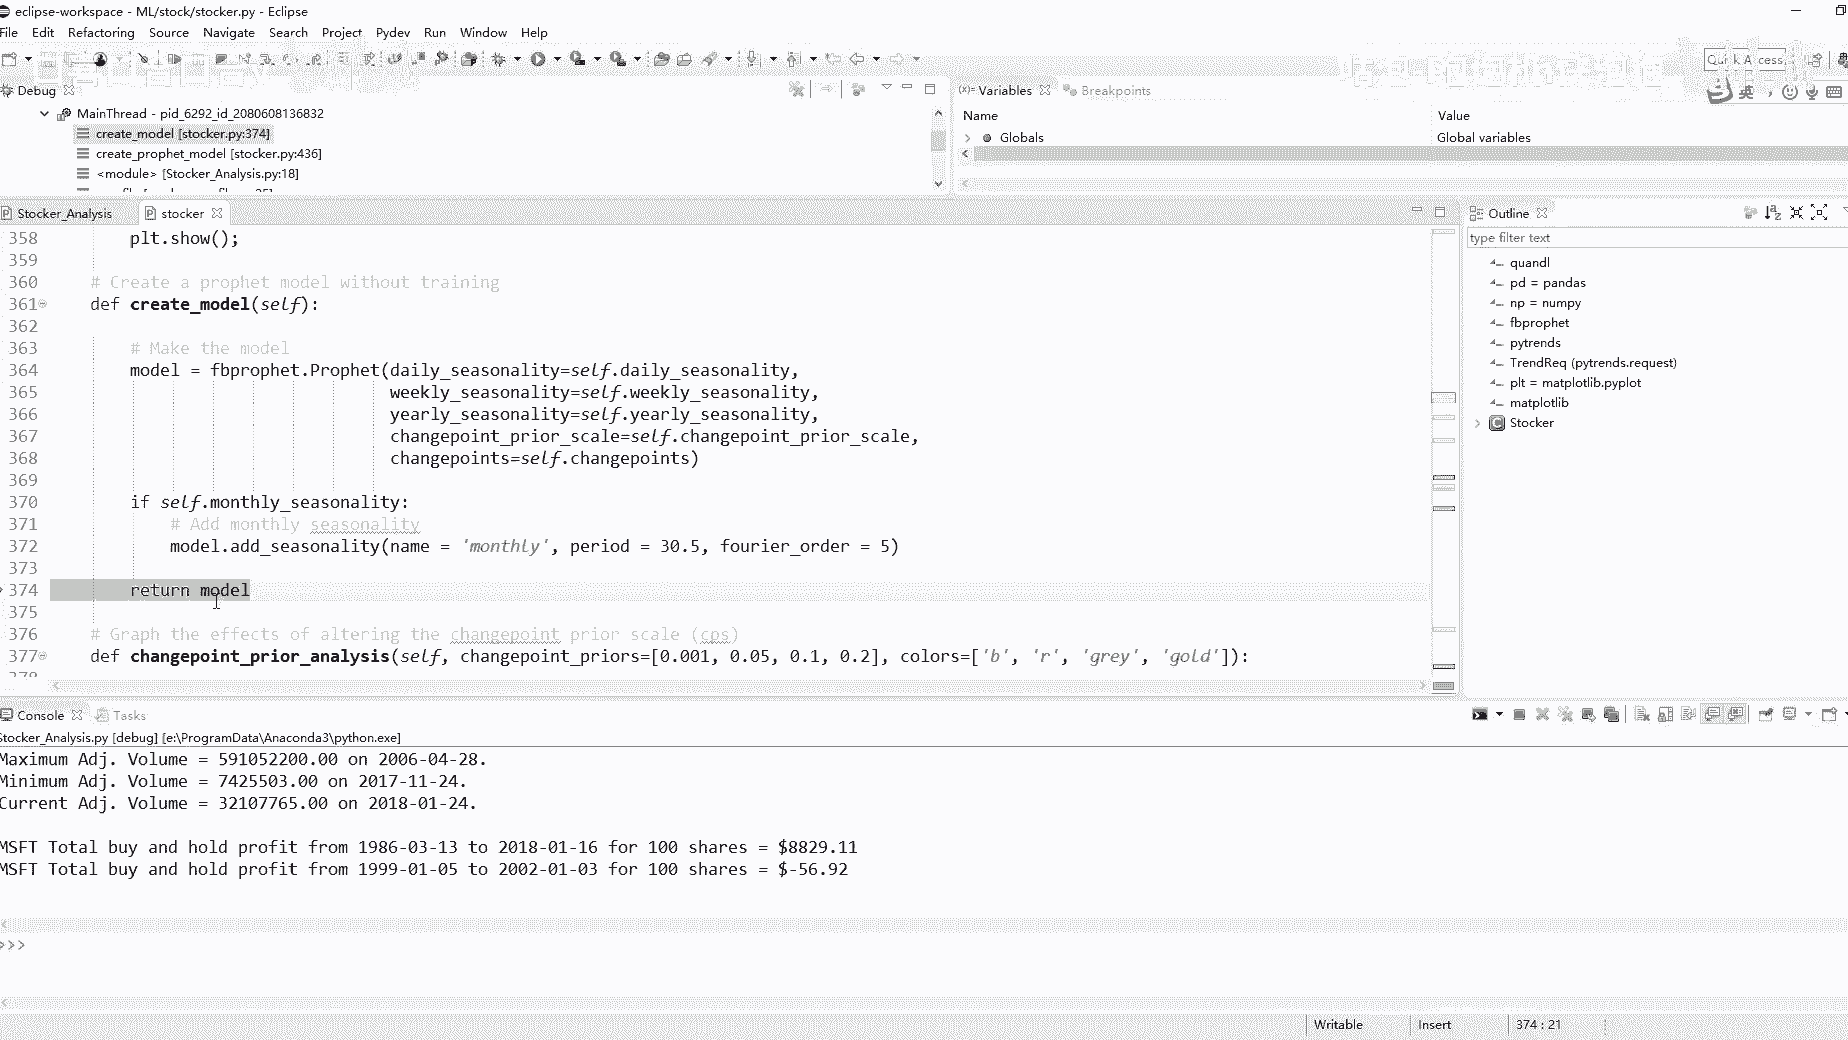 eclipse-workspace - ML/stock/stocker.py - Eclipse
File Edit Refactoring Source Navigate Search Project Pydev Run Window Help
Quick Access
Debug
MainThread - pid_6292_id_2080608136832
create_model [stocker.py:374]
create_prophet_model [stocker.py:436]
<module> [Stocker_Analysis.py:18]
(x)= Variables Breakpoints
Name Value
Globals Global variables
Stocker_Analysis stocker
358 plt.show();
359
360 # Create a prophet model without training
361 def create_model(self):
362
363 # Make the model
364 model = fbprophet.Prophet(daily_seasonality=self.daily_seasonality,
365 weekly_seasonality=self.weekly_seasonality,
366 yearly_seasonality=self.yearly_seasonality,
367 changepoint_prior_scale=self.changepoint_prior_scale,
368 changepoints=self.changepoints)
369
370 if self.monthly_seasonality:
371 # Add monthly seasonality
372 model.add_seasonality(name = 'monthly', period = 30.5, fourier_order = 5)
373
374 return model
375
376 # Graph the effects of altering the changepoint prior scale (cps)
377 def changepoint_prior_analysis(self, changepoint_priors=[0.001, 0.05, 0.1, 0.2], colors=['b', 'r', 'grey', 'gold']):
Outline
type filter text
quandl
pd = pandas
np = numpy
fbprophet
pytrends
TrendReq (pytrends.request)
plt = matplotlib.pyplot
matplotlib
Stocker
Console Tasks
Stocker_Analysis.py [debug] [e:\ProgramData\Anaconda3\python.exe]
Maximum Adj. Volume = 591052200.00 on 2006-04-28.
Minimum Adj. Volume = 7425503.00 on 2017-11-24.
Current Adj. Volume = 32107765.00 on 2018-01-24.
MSFT Total buy and hold profit from 1986-03-13 to 2018-01-16 for 100 shares = $8829.11
MSFT Total buy and hold profit from 1999-01-05 to 2002-01-03 for 100 shares = $-56.92
>>>
Writable Insert 374 : 21